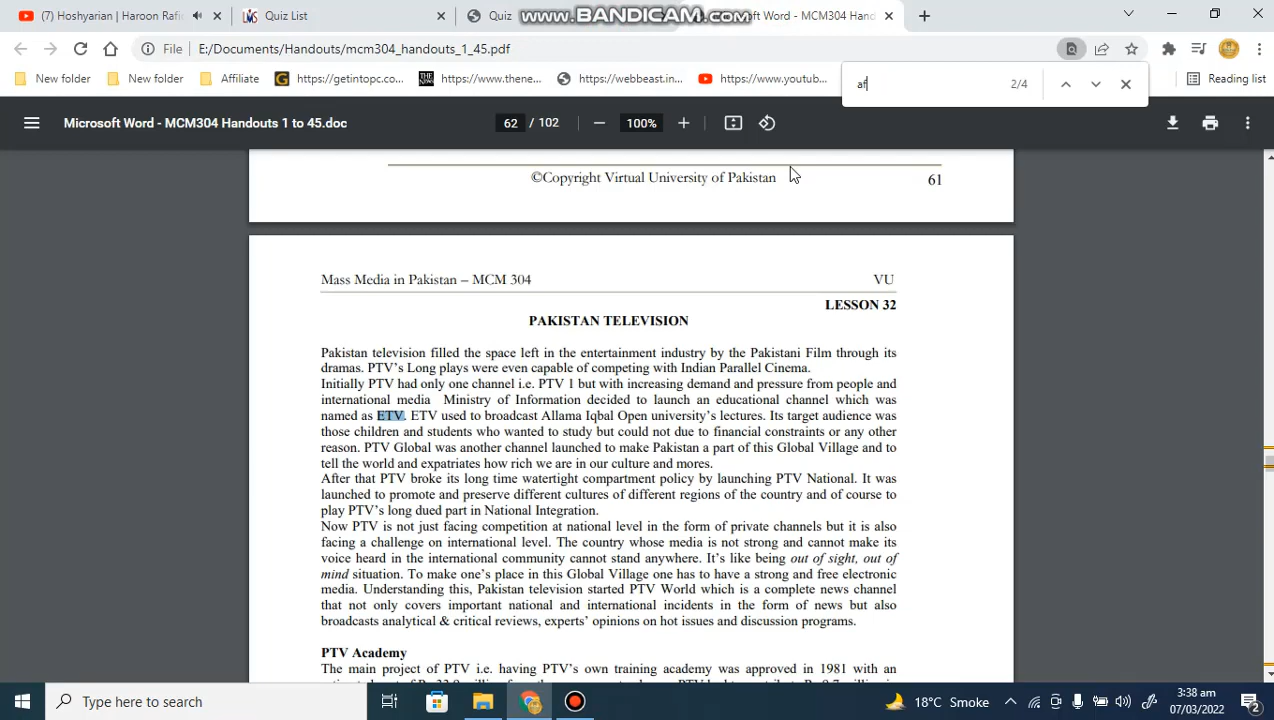 (7) Hoshyarian | Haroon Rafiq
Quiz List
Quiz
www.BANDICAM.com
Word - MCM304 Han
File
E:/Documents/Handouts/mcm304_handouts_1_45.pdf
New folder
New folder
Affiliate
https://getintopc.co...
https://www.thene...
https://webbeast.in...
https://www.youtub...
af
2/4
Reading list
Microsoft Word - MCM304 Handouts 1 to 45.doc
62 / 102
100%
©Copyright Virtual University of Pakistan
61
Mass Media in Pakistan – MCM 304
VU
LESSON 32
PAKISTAN TELEVISION
Pakistan television filled the space left in the entertainment industry by the Pakistani Film through its
dramas. PTV's Long plays were even capable of competing with Indian Parallel Cinema.
Initially PTV had only one channel i.e. PTV 1 but with increasing demand and pressure from people and
international media Ministry of Information decided to launch an educational channel which was
named as ETV. ETV used to broadcast Allama Iqbal Open university's lectures. Its target audience was
those children and students who wanted to study but could not due to financial constraints or any other
reason. PTV Global was another channel launched to make Pakistan a part of this Global Village and to
tell the world and expatriates how rich we are in our culture and mores.
After that PTV broke its long time watertight compartment policy by launching PTV National. It was
launched to promote and preserve different cultures of different regions of the country and of course to
play PTV's long dued part in National Integration.
Now PTV is not just facing competition at national level in the form of private channels but it is also
facing a challenge on international level. The country whose media is not strong and cannot make its
voice heard in the international community cannot stand anywhere. It's like being out of sight, out of
mind situation. To make one's place in this Global Village one has to have a strong and free electronic
media. Understanding this, Pakistan television started PTV World which is a complete news channel
that not only covers important national and international incidents in the form of news but also
broadcasts analytical & critical reviews, experts' opinions on hot issues and discussion programs.
PTV Academy
The main project of PTV i.e. having PTV's own training academy was approved in 1981 with an
Type here to search
18°C Smoke
3:38 am
07/03/2022
2